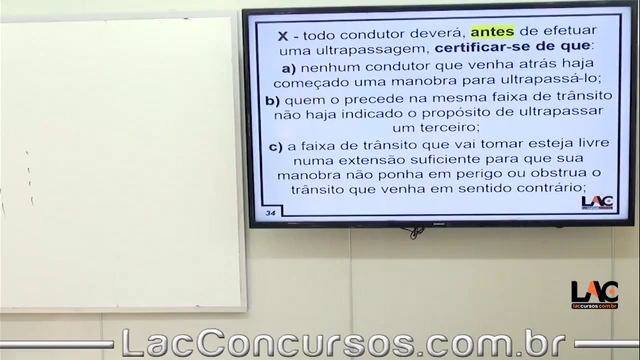 X - todo condutor deverá, antes de efetuar
uma ultrapassagem, certificar-se de que:
a) nenhum condutor que venha atrás haja
começado uma manobra para ultrapassá-lo;
b) quem o precede na mesma faixa de trânsito
não haja indicado o propósito de ultrapassar
um terceiro;
c) a faixa de trânsito que vai tomar esteja livre
numa extensão suficiente para que sua
manobra não ponha em perigo ou obstrua o
trânsito que venha em sentido contrário;
34
LAC
LAC
laccursos.com.br
LacConcursos.com.br